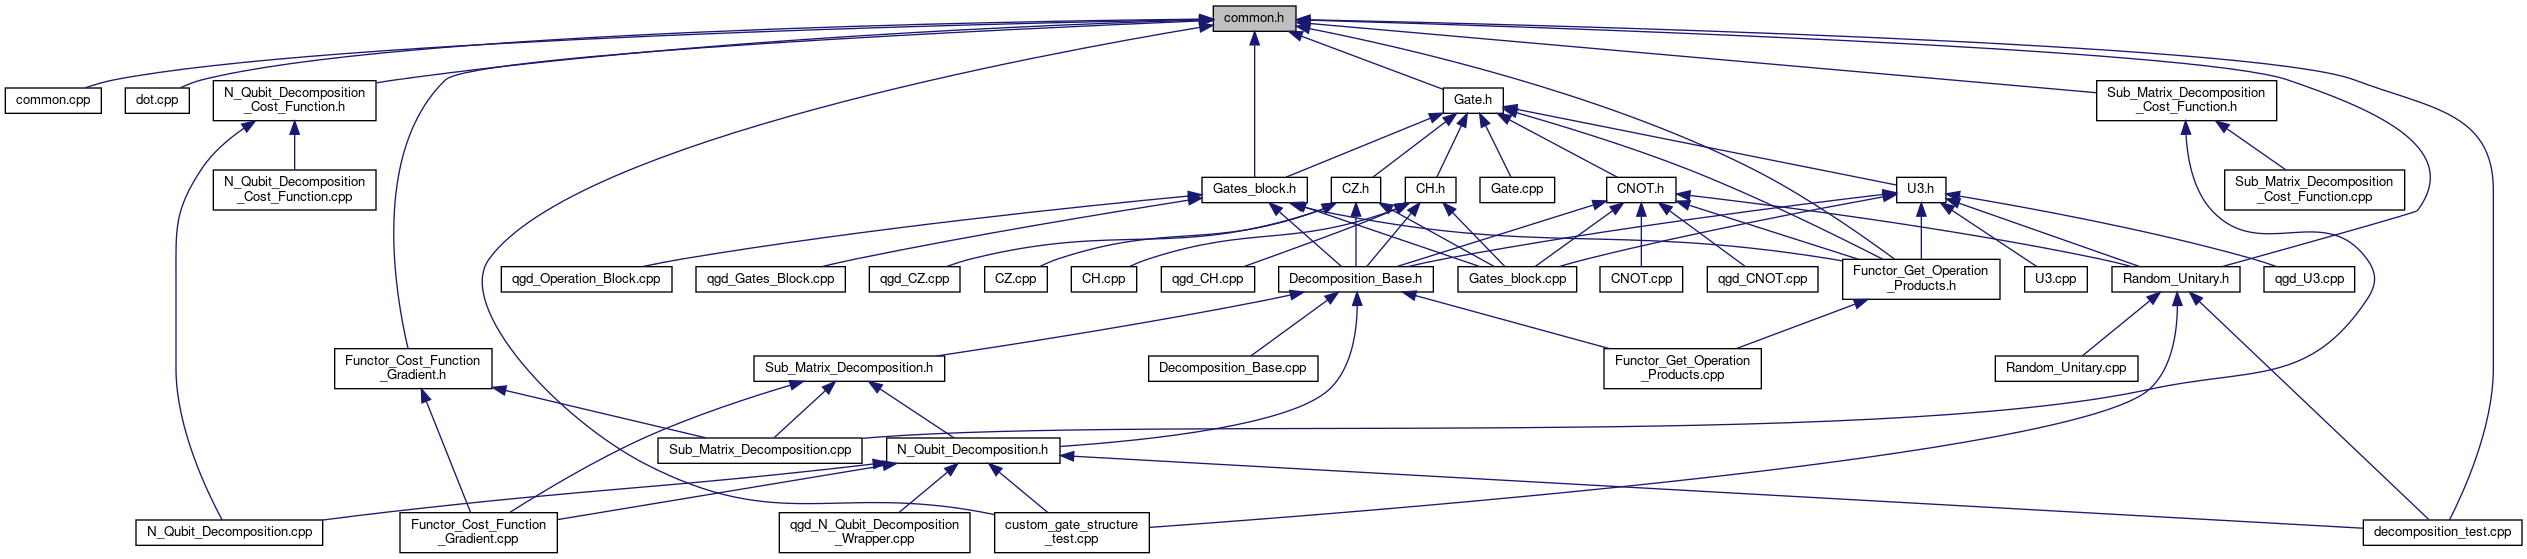 common.h
common.cpp
dot.cpp
N_Qubit_Decomposition
_Cost_Function.h
Gate.h
Sub_Matrix_Decomposition
_Cost_Function.h
N_Qubit_Decomposition
_Cost_Function.cpp
Gates_block.h
CZ.h
CH.h
Gate.cpp
CNOT.h
U3.h
Sub_Matrix_Decomposition
_Cost_Function.cpp
qgd_Operation_Block.cpp
qgd_Gates_Block.cpp
qgd_CZ.cpp
CZ.cpp
CH.cpp
qgd_CH.cpp
Decomposition_Base.h
Gates_block.cpp
CNOT.cpp
qgd_CNOT.cpp
Functor_Get_Operation
_Products.h
U3.cpp
Random_Unitary.h
qgd_U3.cpp
Functor_Cost_Function
_Gradient.h
Sub_Matrix_Decomposition.h
Decomposition_Base.cpp
Functor_Get_Operation
_Products.cpp
Random_Unitary.cpp
Sub_Matrix_Decomposition.cpp
N_Qubit_Decomposition.h
N_Qubit_Decomposition.cpp
Functor_Cost_Function
_Gradient.cpp
qgd_N_Qubit_Decomposition
_Wrapper.cpp
custom_gate_structure
_test.cpp
decomposition_test.cpp